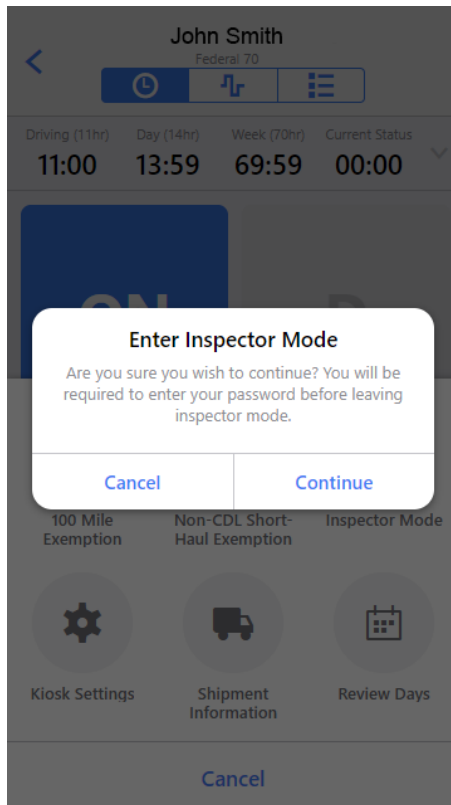 John Smith
Federal 70
Driving (11hr) Day (14hr) Week (70hr) Current Status
11:00 13:59 69:59 00:00
ON D
Enter Inspector Mode
Are you sure you wish to continue? You will be
required to enter your password before leaving
inspector mode.
Cancel Continue
100 Mile Non-CDL Short- Inspector Mode
Exemption Haul Exemption
Kiosk Settings Shipment Review Days
Information
Cancel